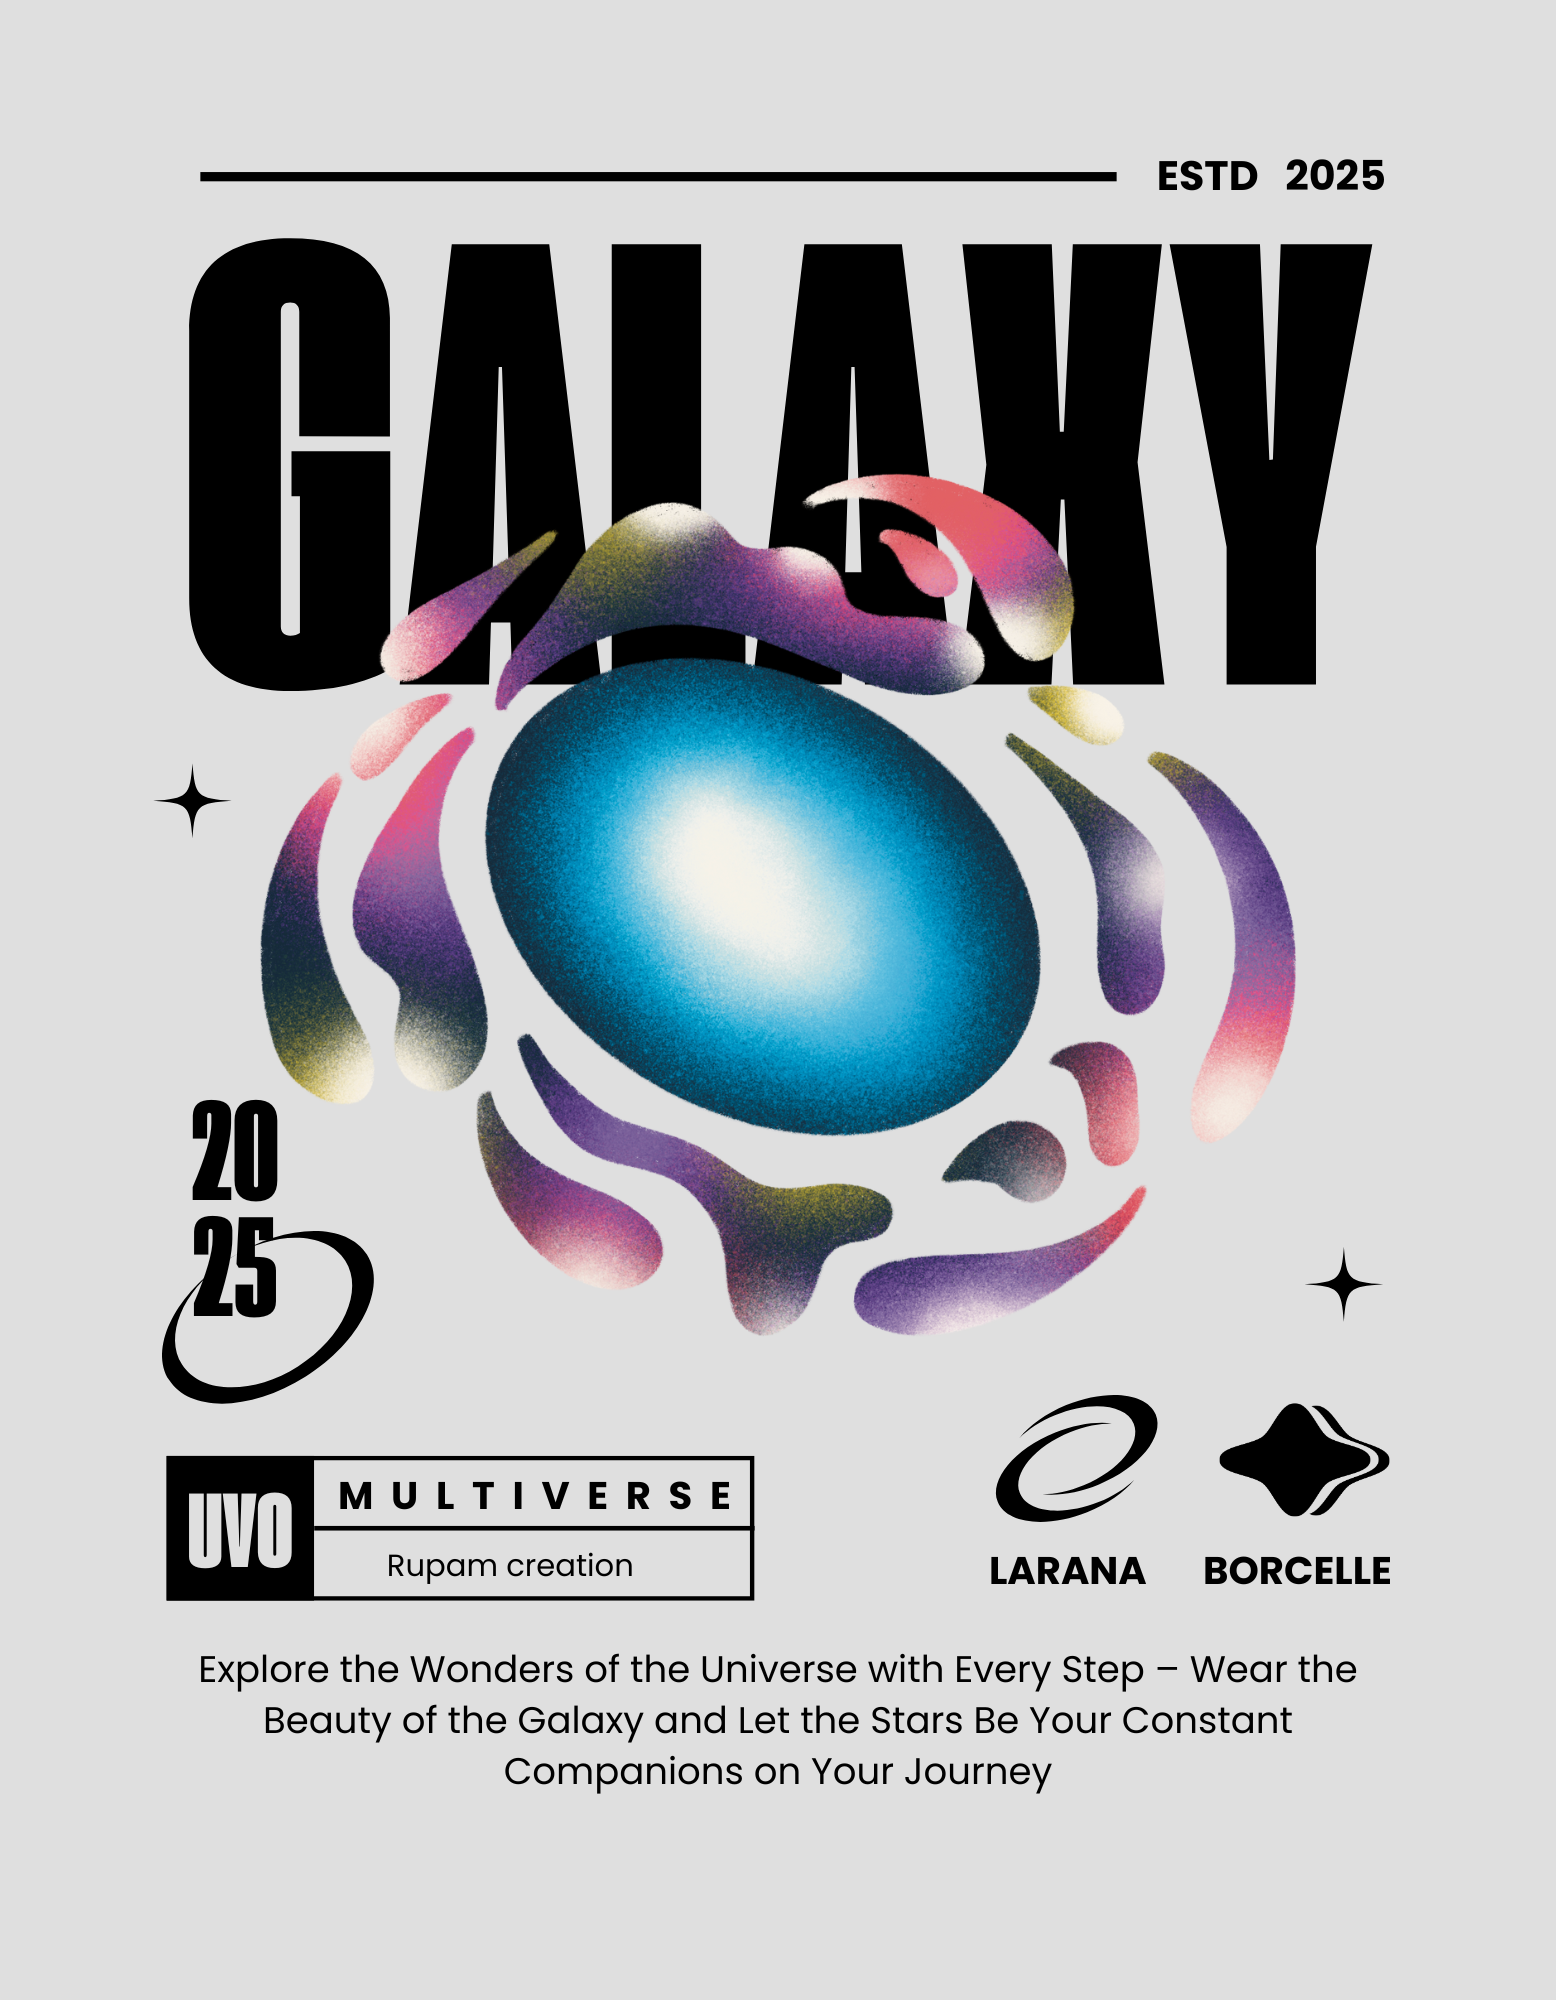 ESTD 2025
GALAXY
20
25
UVO
MULTIVERSE
Rupam creation
LARANA
BORCELLE
Explore the Wonders of the Universe with Every Step – Wear the
Beauty of the Galaxy and Let the Stars Be Your Constant
Companions on Your Journey